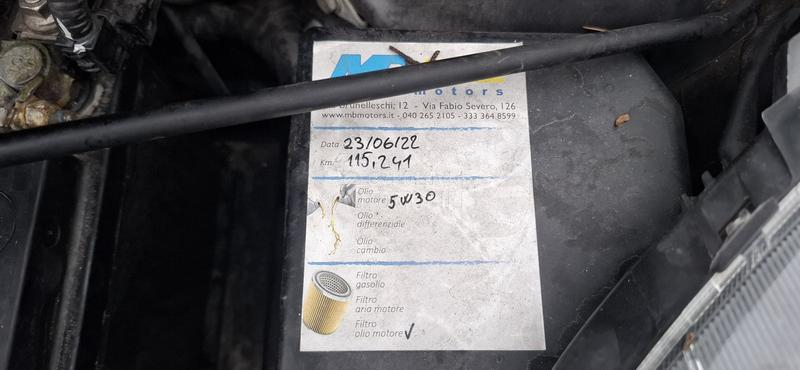 motors
Brunelleschi, 12 - Via Fabio Severo, 126
www.mbmotors.it - 040 265 2105 - 333 364 8599
Data 23/06/22
Km. 115.241
Olio
motore 5W30
Olio
differenziale
Olio
cambio
Filtro
gasolio
Filtro
aria motore
Filtro
olio motore ✓